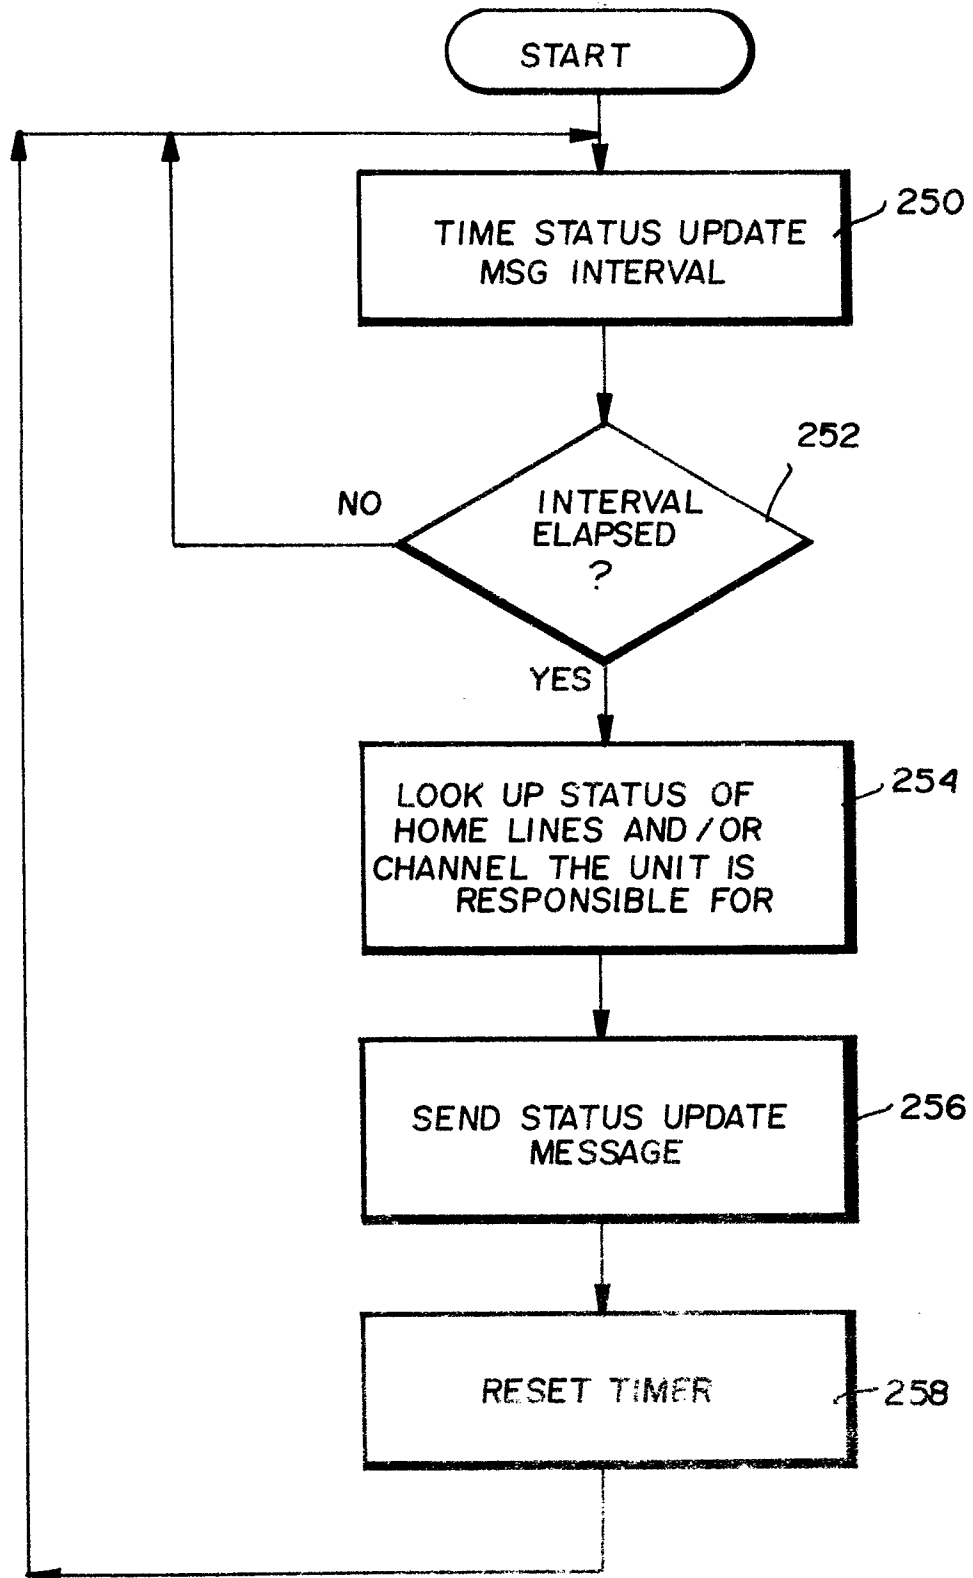 START
TIME STATUS UPDATE
MSG INTERVAL
250
252
NO
INTERVAL
ELAPSED
?
YES
LOOK UP STATUS OF
HOME LINES AND/OR
CHANNEL THE UNIT IS
RESPONSIBLE FOR
254
SEND STATUS UPDATE
MESSAGE
256
RESET TIMER
258